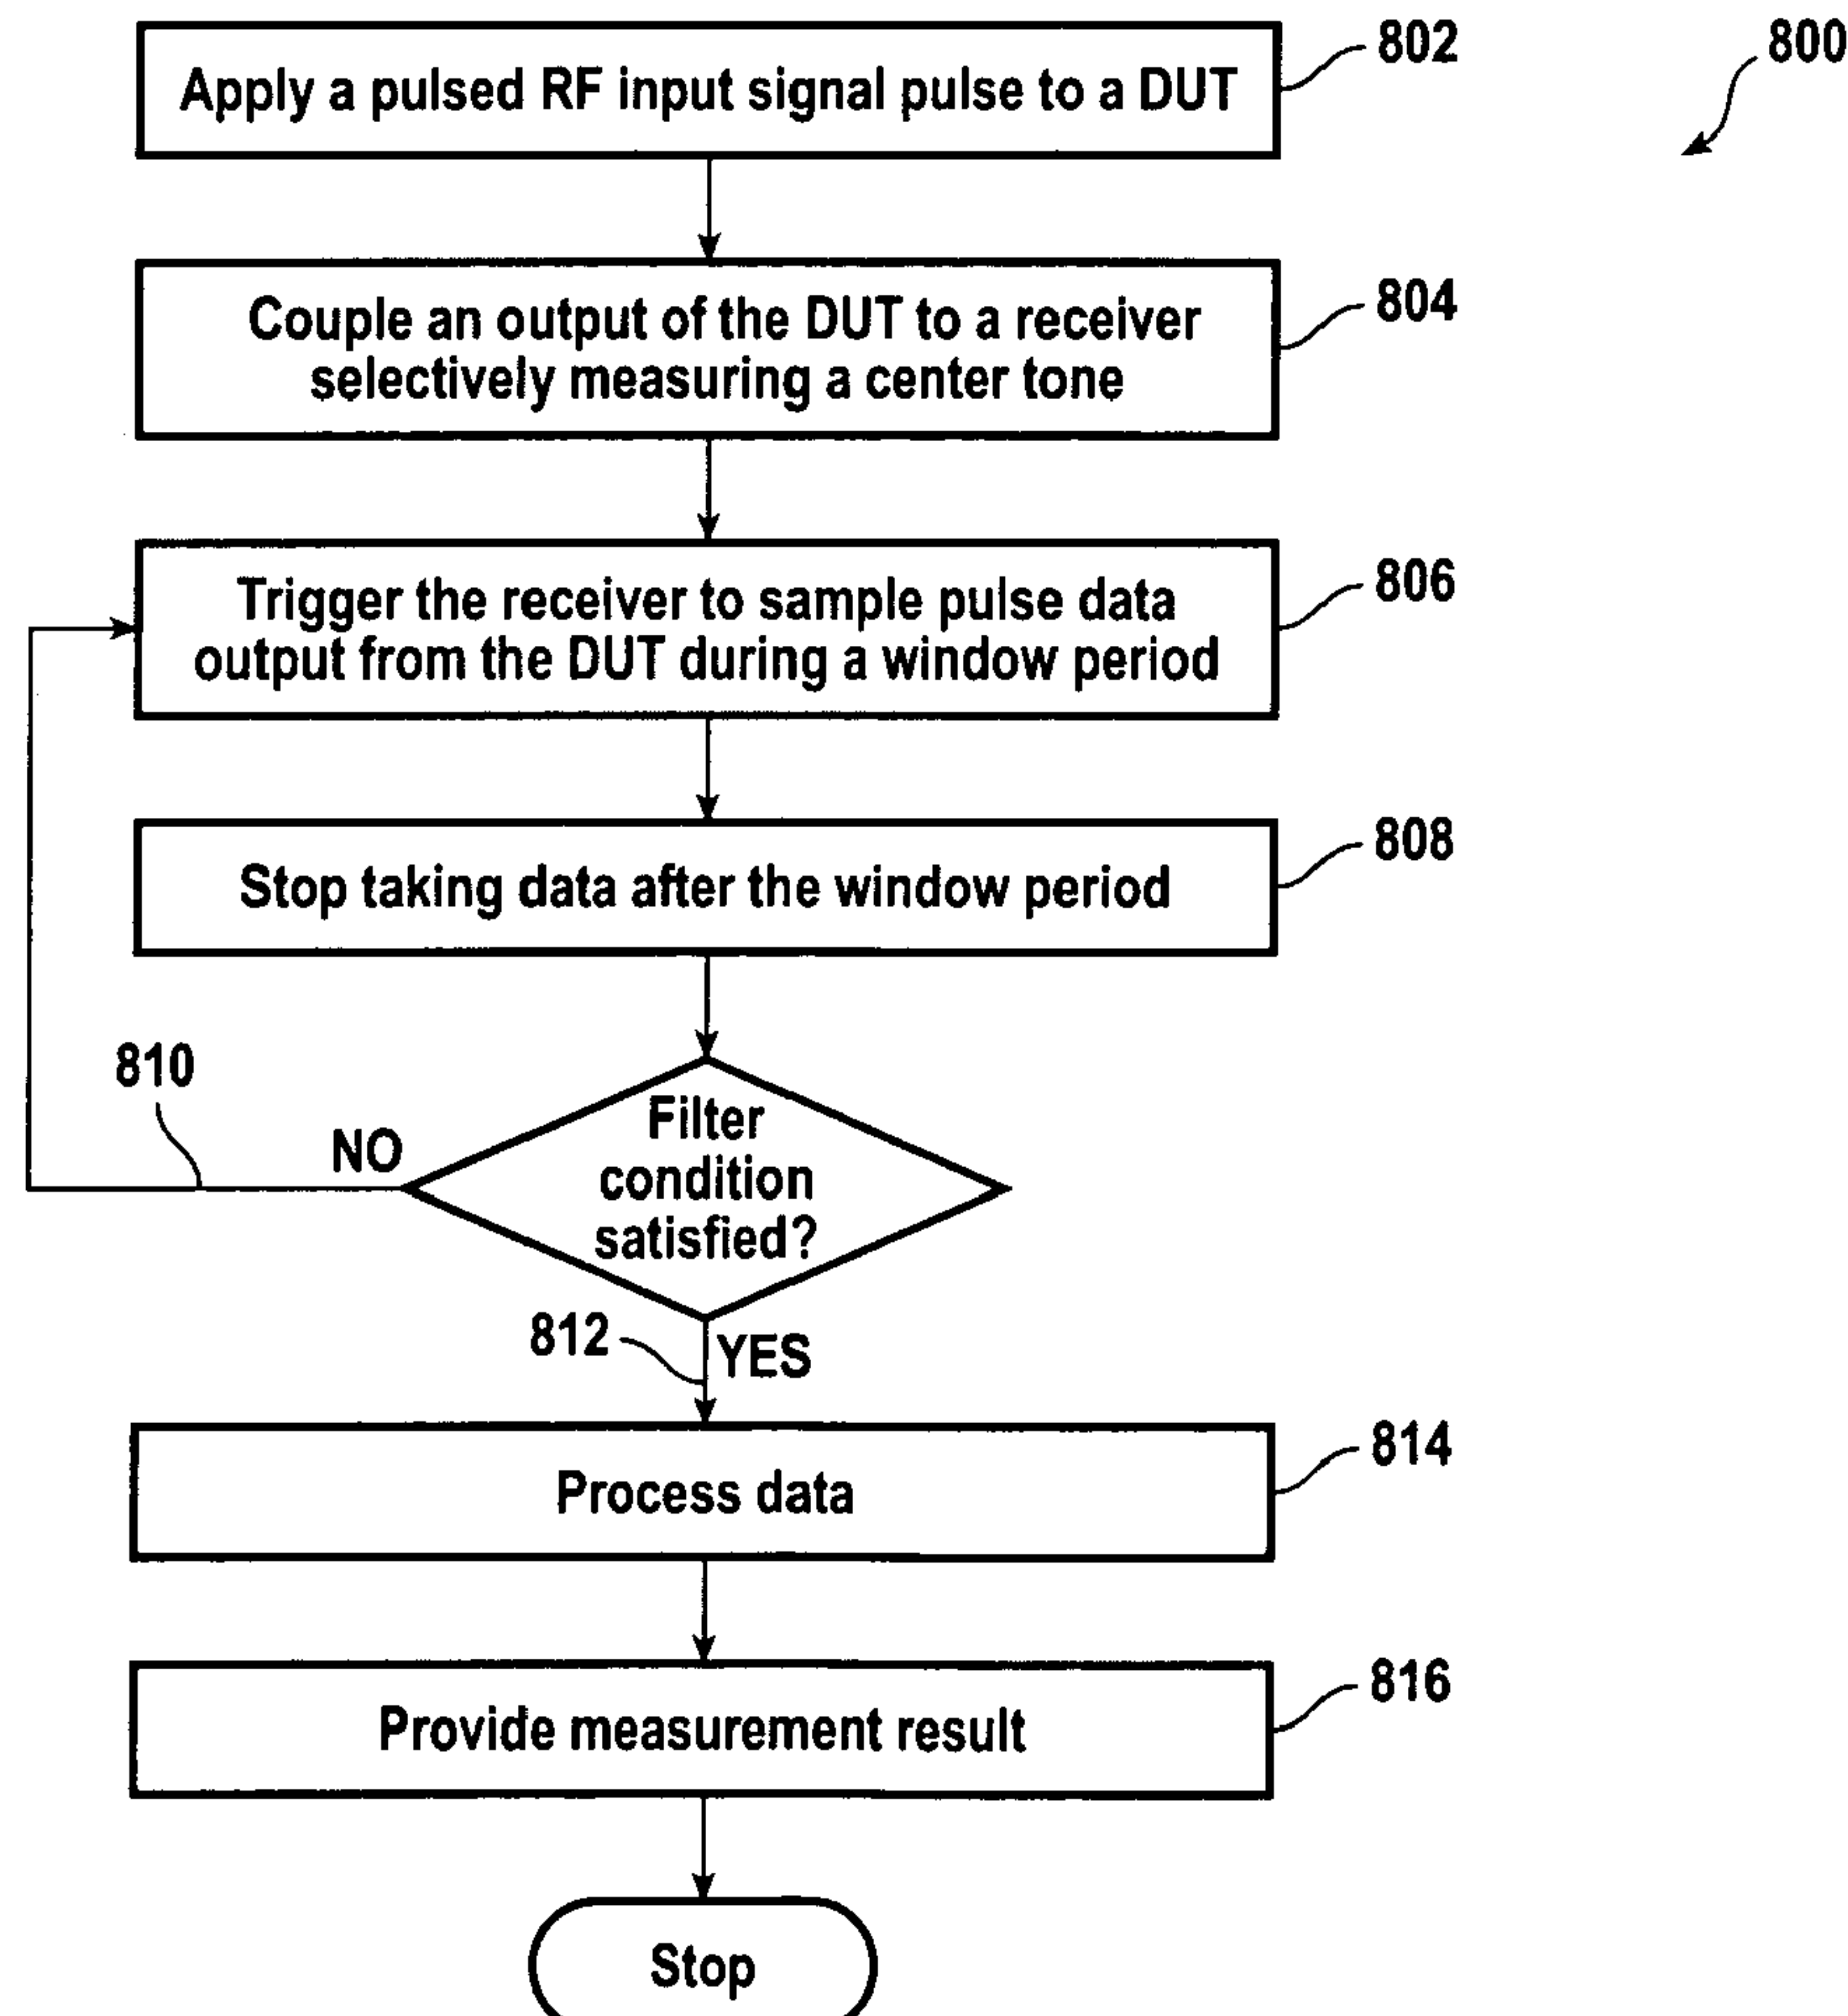 800
Apply a pulsed RF input signal pulse to a DUT
802
Couple an output of the DUT to a receiver
selectively measuring a center tone
804
Trigger the receiver to sample pulse data
output from the DUT during a window period
806
Stop taking data after the window period
808
Filter
condition
satisfied?
810
NO
812
YES
Process data
814
Provide measurement result
816
Stop